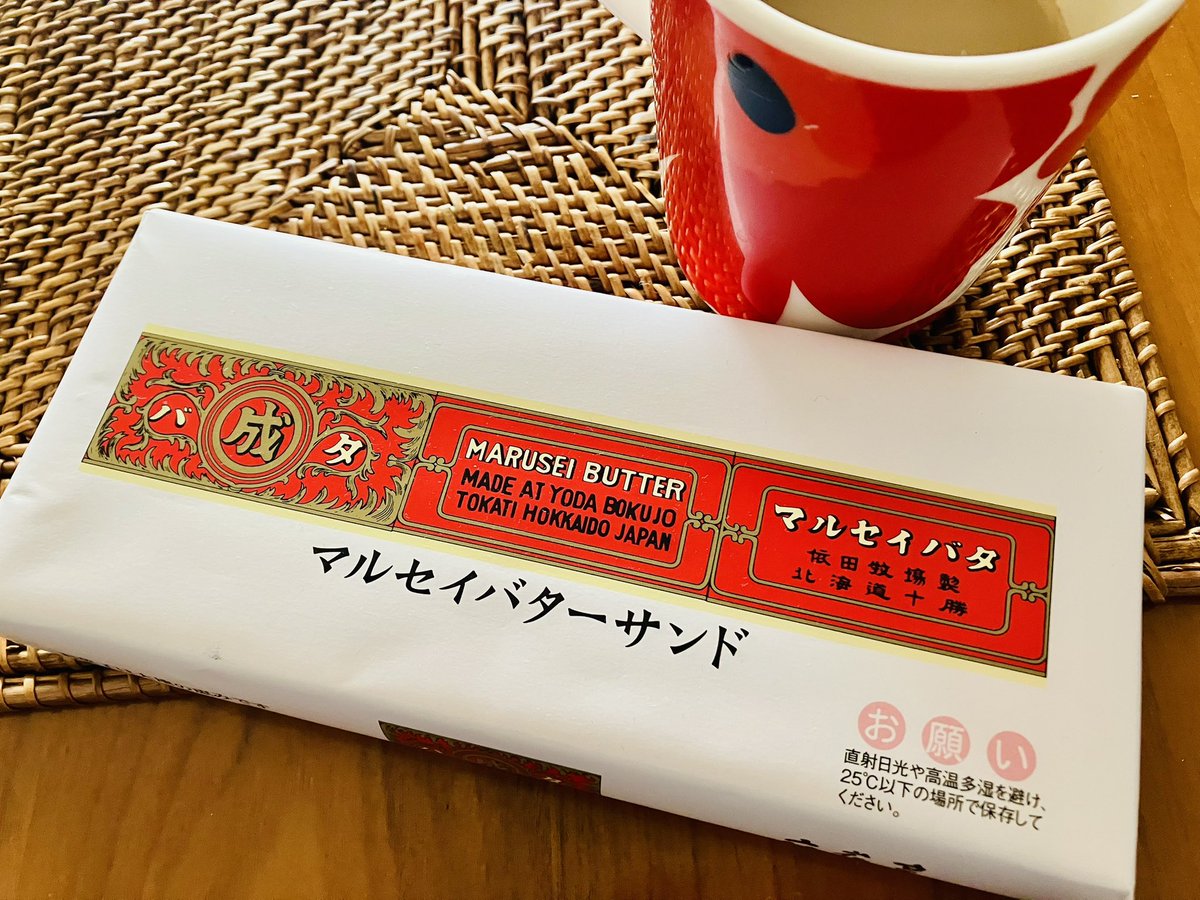 バ 成 タ
MARUSEI BUTTER
MADE AT YODA BOKUJO
TOKATI HOKKAIDO JAPAN
マルセイバタ
依田牧場製
北海道十勝
マルセイバターサンド
お願い
直射日光や高温多湿を避け、
25℃以下の場所で保存して
ください。